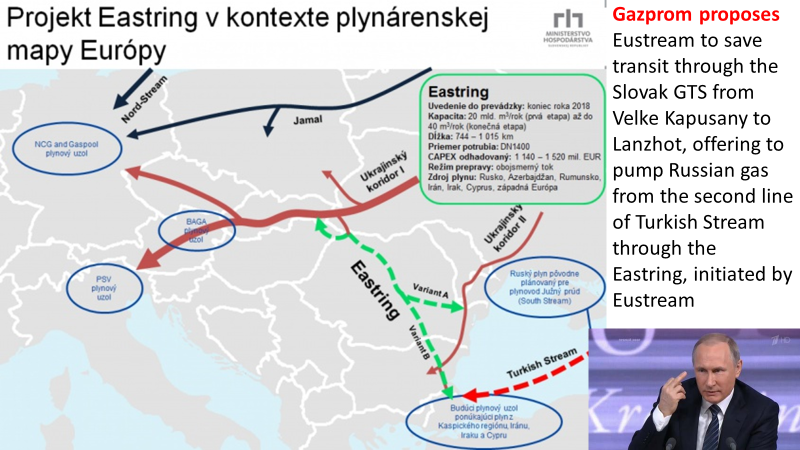 Projekt Eastring v kontexte plynárenskej
mapy Európy
MINISTERSTVO
HOSPODÁRSTVA
Gazprom proposes
Eustream to save
transit through the
Slovak GTS from
Velke Kapusany to
Lanzhot, offering to
pump Russian gas
from the second line
of Turkish Stream
through the
Eastring, initiated by
Eustream
Eastring
Uvedenie do prevádzky: koniec roka 2018
Kapacita: 20 mld. m³/rok (prvá etapa) až do
40 m³/rok (konečná etapa)
Dĺžka: 744 – 1 015 km
Priemer potrubia: DN1400
CAPEX odhadovaný: 1 140 – 1 520 mil. EUR
Režim prepravy: obojsmerný tok
Zdroj plynu: Rusko, Azerbajdžan, Rumunsko,
Irán, Irak, Cyprus, západná Európa
Nord-Stream
Jamal
NCG and Gaspool
plynový uzol
Ukrajinský
koridor I
BAGA
plynový
uzol
Ukrajinský
koridor II
PSV
plynový
uzol
Eastring
Variant A
Variant B
Ruský plyn pôvodne
plánovaný pre
plynovod Južný prúd
(South Stream)
Turkish Stream
Budúci plynový uzol
ponúkajúci plyn z
Kaspického regiónu, Iránu,
Iraku a Cypru